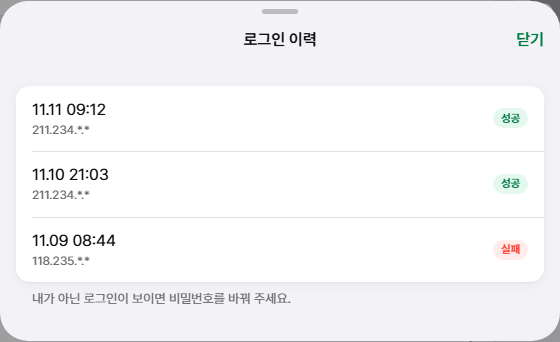 로그인 이력
닫기
11.11 09:12
211.234.*.*
성공
11.10 21:03
211.234.*.*
성공
11.09 08:44
118.235.*.*
실패
내가 아닌 로그인이 보이면 비밀번호를 바꿔 주세요.